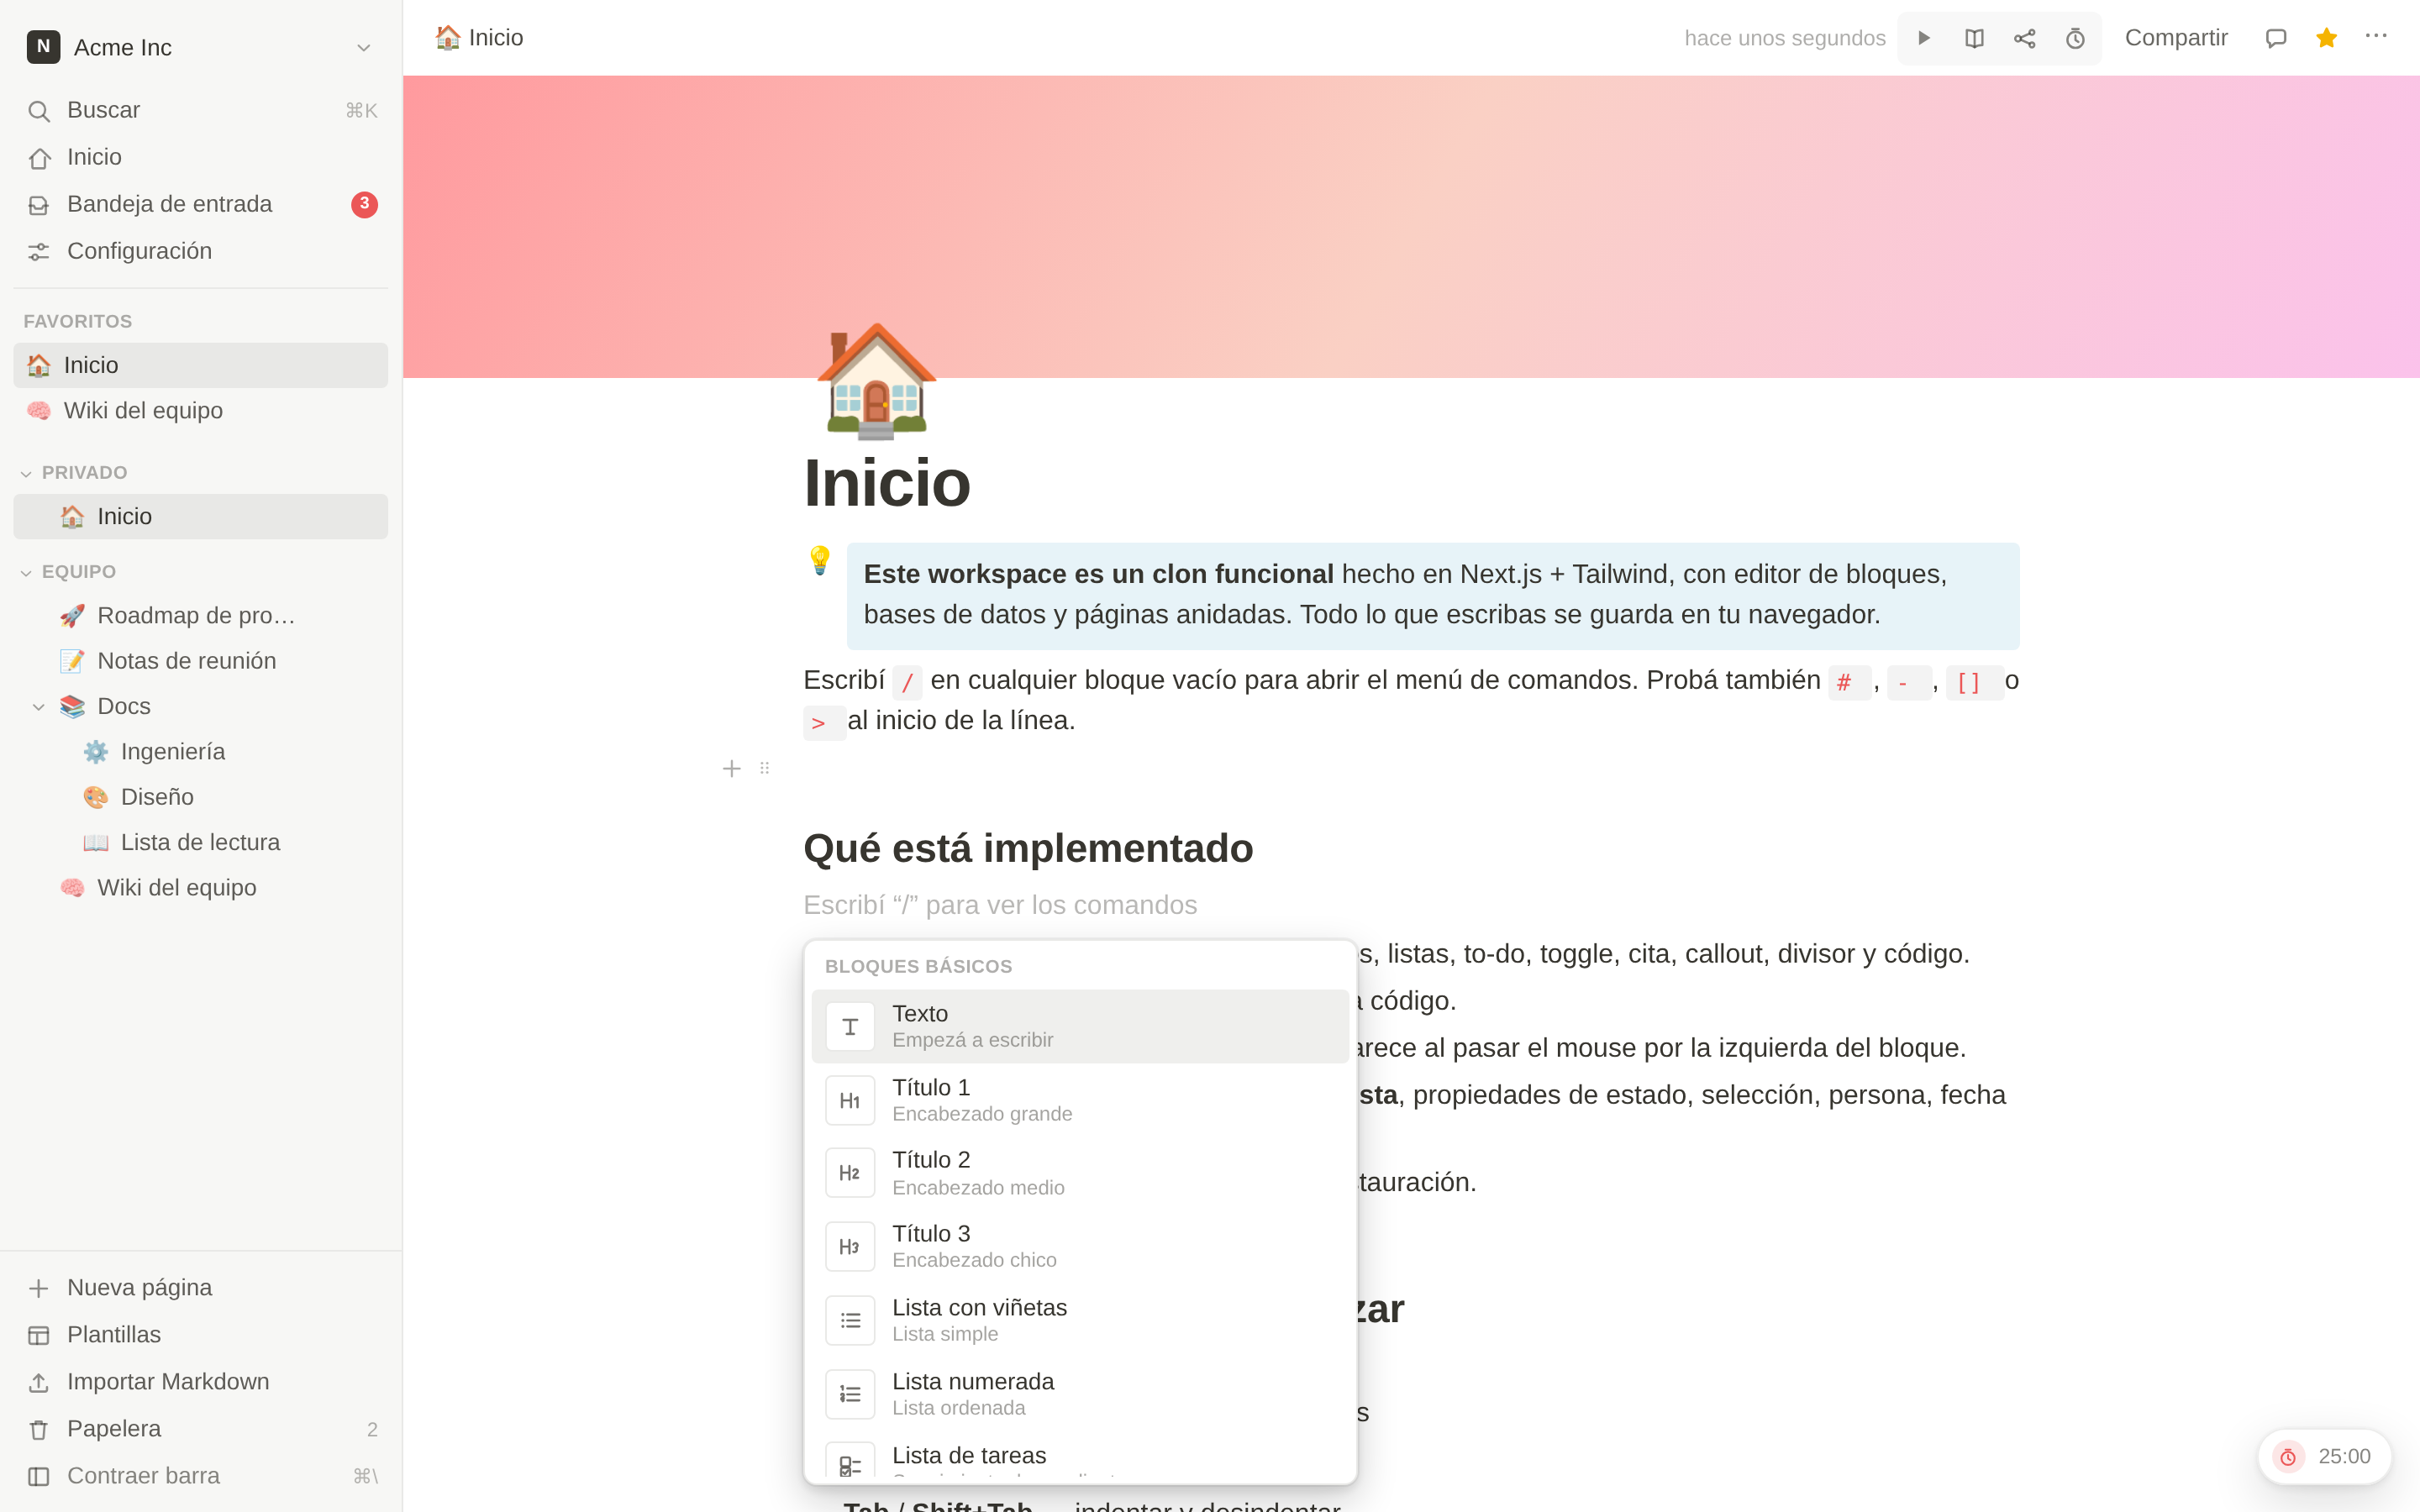 N Acme Inc
Buscar ⌘K
Inicio
Bandeja de entrada 3
Configuración
FAVORITOS
Inicio
Wiki del equipo
PRIVADO
Inicio
EQUIPO
Roadmap de pro…
Notas de reunión
Docs
Ingeniería
Diseño
Lista de lectura
Wiki del equipo
Nueva página
Plantillas
Importar Markdown
Papelera 2
Contraer barra ⌘\
Inicio
hace unos segundos
Compartir
Inicio
Este workspace es un clon funcional hecho en Next.js + Tailwind, con editor de bloques,
bases de datos y páginas anidadas. Todo lo que escribas se guarda en tu navegador.
Escribí / en cualquier bloque vacío para abrir el menú de comandos. Probá también # , - , [] o
> al inicio de la línea.
Qué está implementado
Escribí “/” para ver los comandos
s, listas, to-do, toggle, cita, callout, divisor y código.
código.
al pasar el mouse por la izquierda del bloque.
sta, propiedades de estado, selección, persona, fecha
tauración.
zar
s
BLOQUES BÁSICOS
Texto
Empezá a escribir
Título 1
Encabezado grande
Título 2
Encabezado medio
Título 3
Encabezado chico
Lista con viñetas
Lista simple
Lista numerada
Lista ordenada
Lista de tareas
Tab / Shift+Tab — indentar y desindentar
25:00